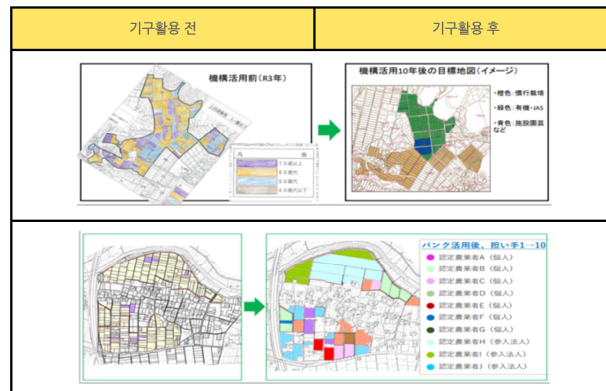 기구활용 전
기구활용 후
機構活用前(R3年)
凡 例
７０歳以上
６０歳代
５０歳代
４０歳代以下
機構活用10年後の目標地図(イメージ)
・橙色:慣行栽培
・緑色:有機・JAS
・青色:施設園芸
など
バンク活用後、担い手1→10
認定農業者A(個人)
認定農業者B(個人)
認定農業者C(個人)
認定農業者D(個人)
認定農業者E(個人)
認定農業者F(個人)
認定農業者G(個人)
認定農業者H(参入法人)
認定農業者I(参入法人)
認定農業者J(参入法人)